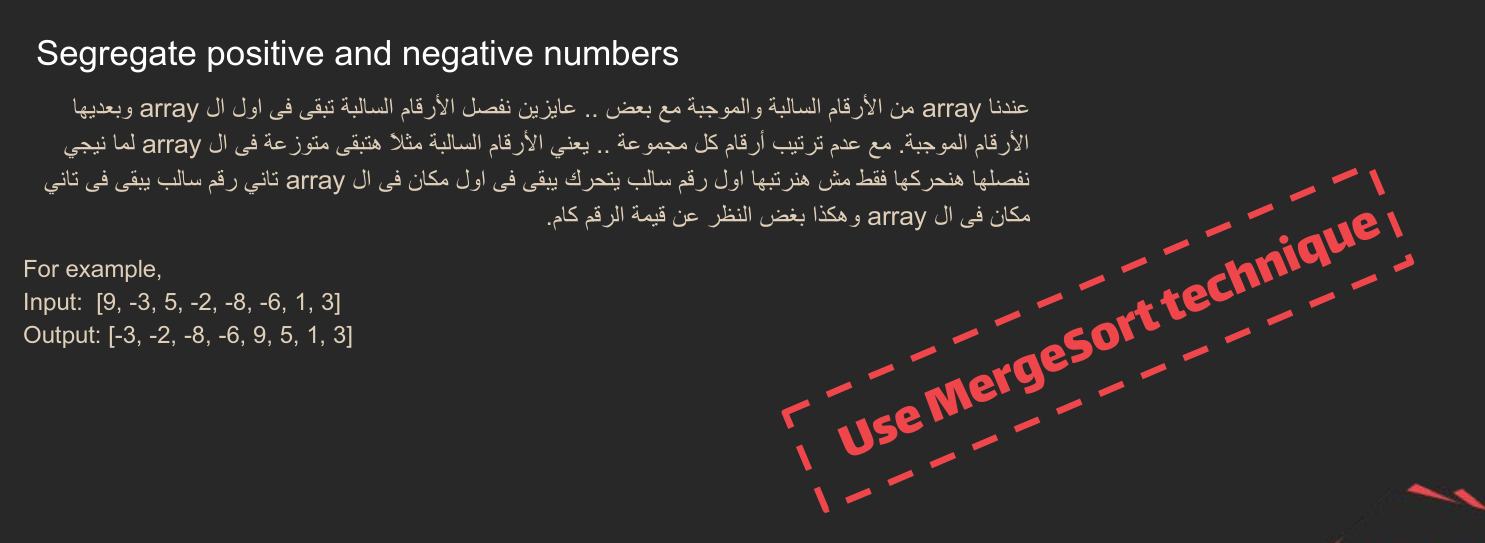 Segregate positive and negative numbers
عندنا array من الأرقام السالبة والموجبة مع بعض .. عايزين نفصل الأرقام السالبة تبقى فى اول ال array وبعديها
الأرقام الموجبة. مع عدم ترتيب أرقام كل مجموعة .. يعني الأرقام السالبة مثلاً هتبقى متوزعة فى ال array لما نيجي
نفصلها هنحركها فقط مش هنرتبها اول رقم سالب يتحرك يبقى فى اول مكان فى ال array تاني رقم سالب يبقى فى تاني
مكان فى ال array وهكذا بغض النظر عن قيمة الرقم كام.
For example,
Input:  [9, -3, 5, -2, -8, -6, 1, 3]
Output: [-3, -2, -8, -6, 9, 5, 1, 3]
Use MergeSort technique